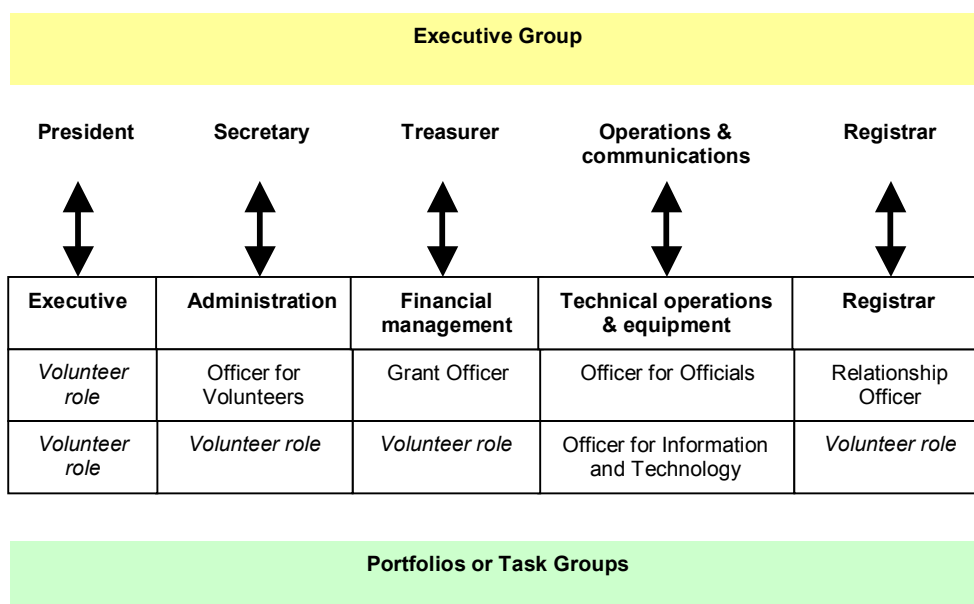 Executive Group
President
Secretary
Treasurer
Operations &
communications
Registrar
Executive
Administration
Financial
management
Technical operations
& equipment
Registrar
Volunteer
role
Officer for
Volunteers
Grant Officer
Officer for Officials
Relationship
Officer
Volunteer
role
Volunteer role
Volunteer role
Officer for Information
and Technology
Volunteer role
Portfolios or Task Groups